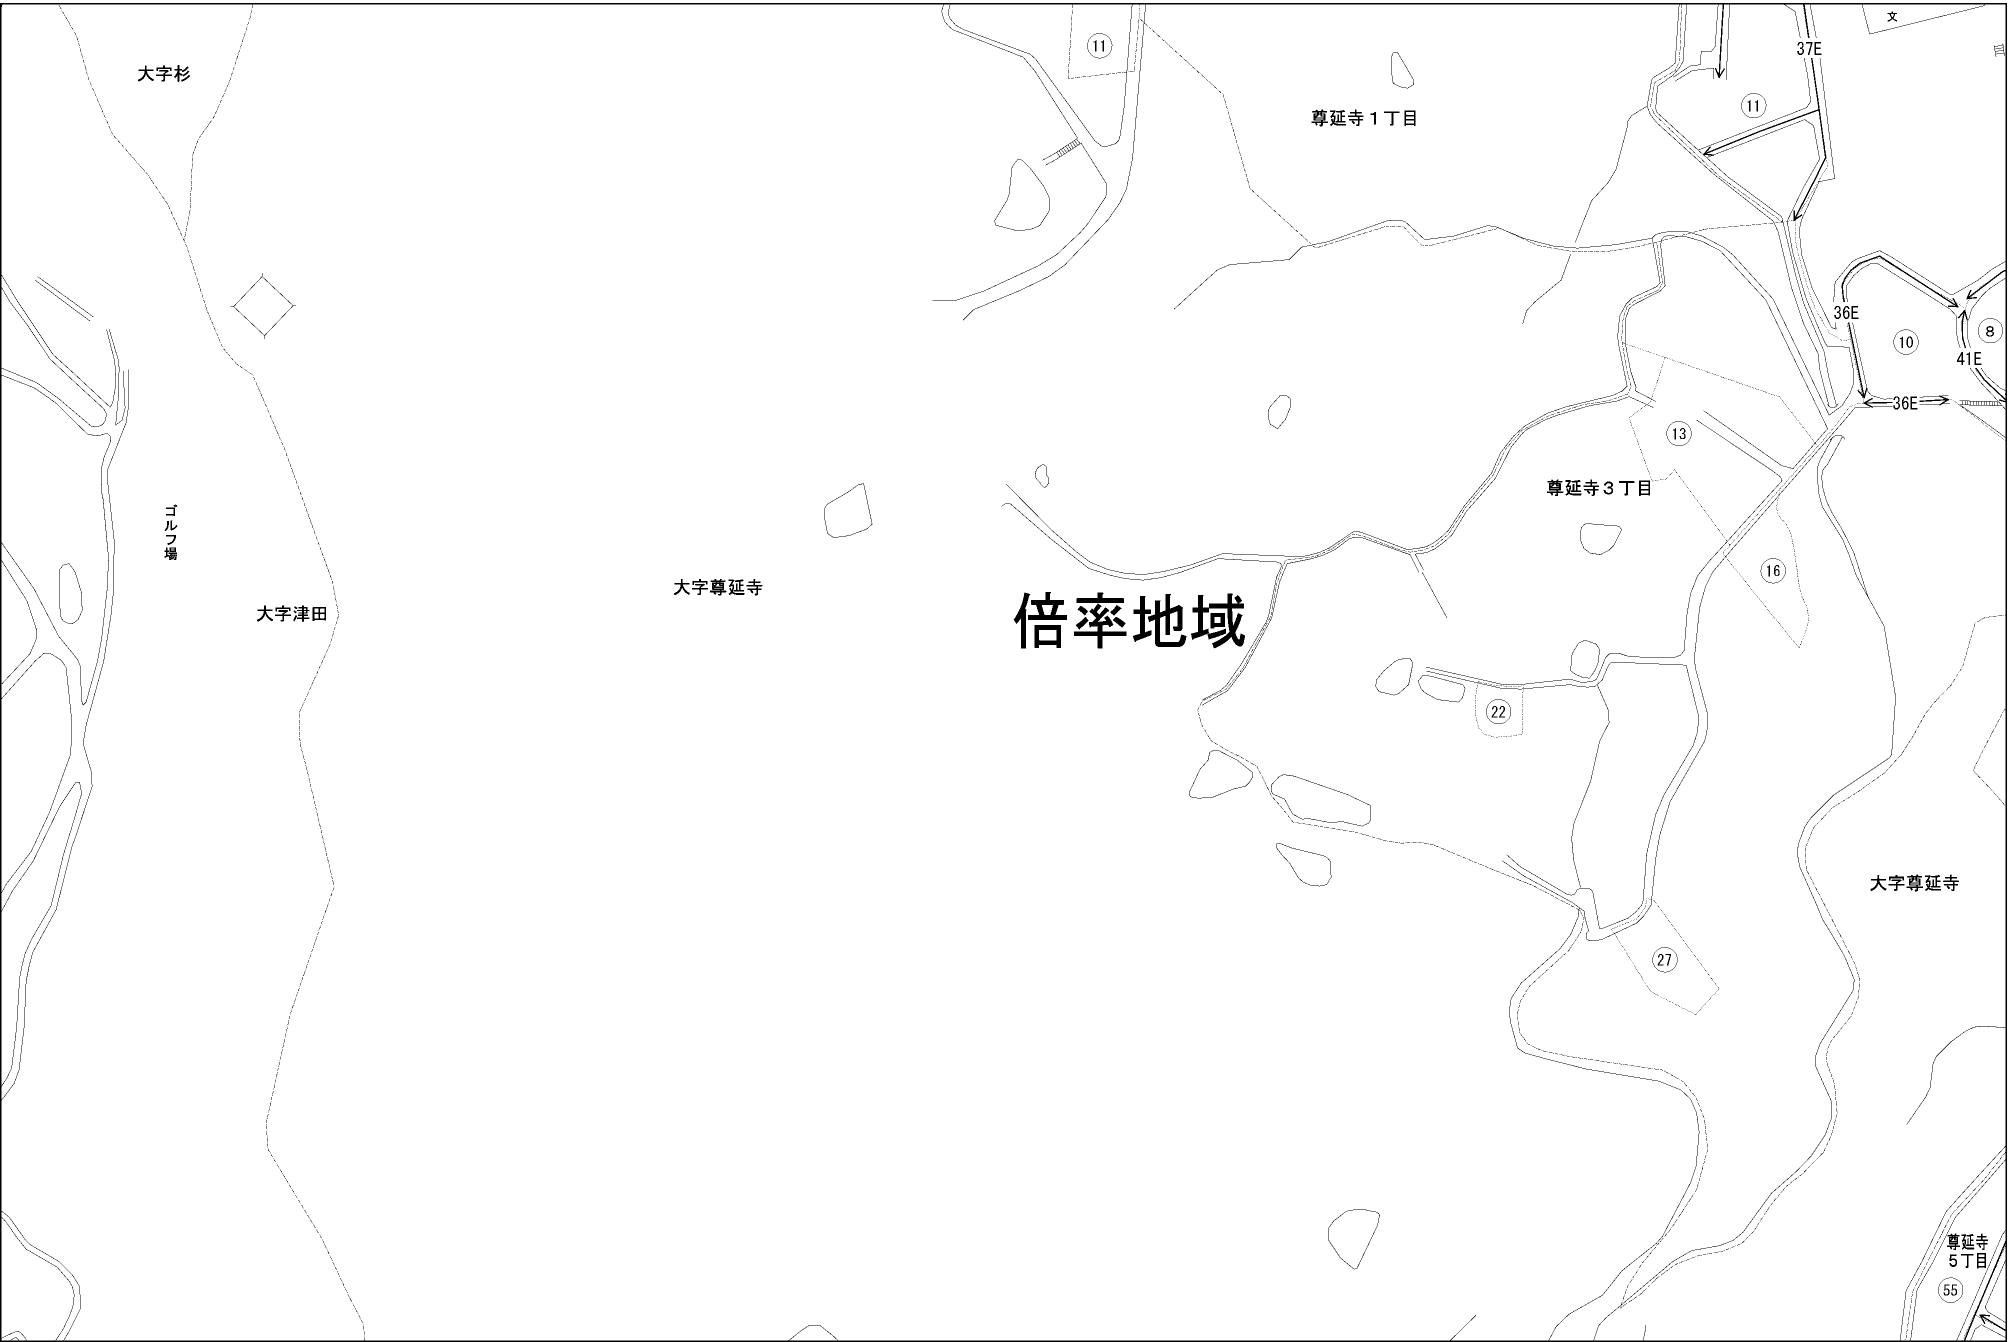 文
37E
11
大字杉
11
尊延寺１丁目
36E
8
10
41E
36E
13
尊延寺３丁目
ゴルフ場
16
大字尊延寺
大字津田
倍率地域
22
大字尊延寺
27
尊延寺
５丁目
55